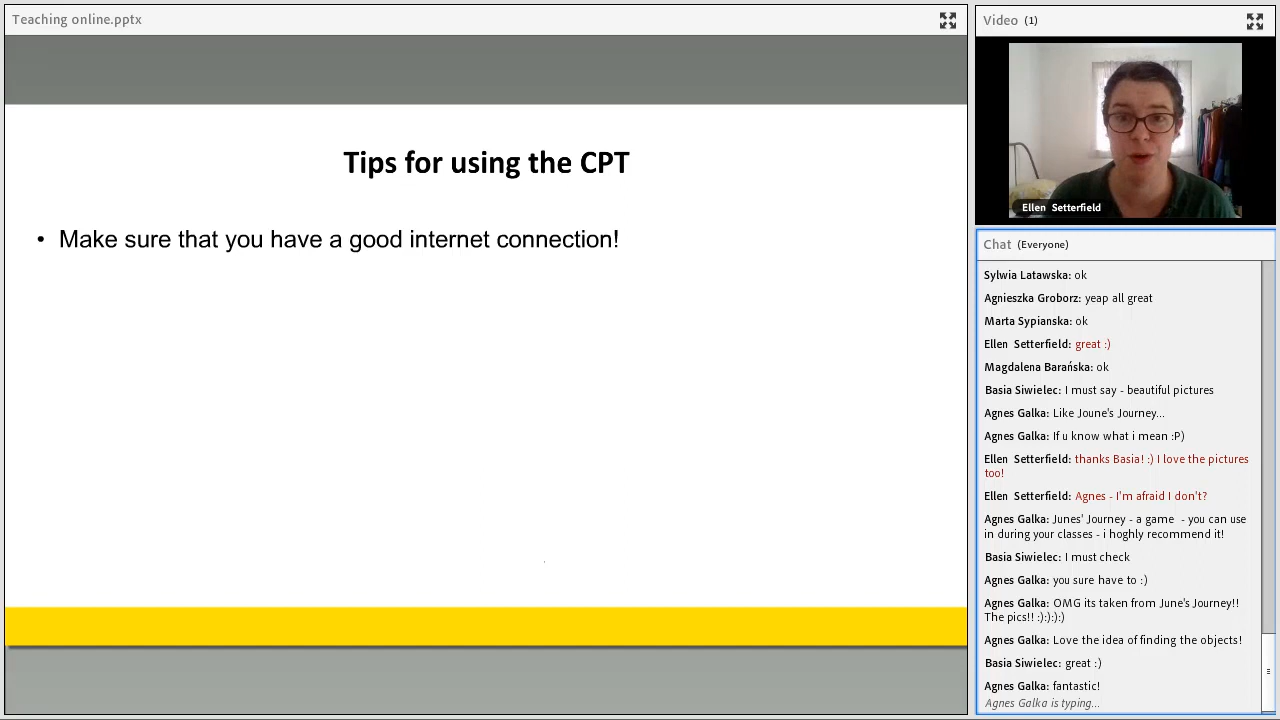 Teaching online.pptx
Tips for using the CPT
• Make sure that you have a good internet connection!
Video (1)
Ellen Setterfield
Chat (Everyone)
Sylwia Latawska: ok
Agnieszka Groborz: yeap all great
Marta Sypianska: ok
Ellen Setterfield: great :)
Magdalena Barańska: ok
Basia Siwielec: I must say - beautiful pictures
Agnes Galka: Like Joune's Journey...
Agnes Galka: If u know what i mean :P)
Ellen Setterfield: thanks Basia! :) I love the pictures
too!
Ellen Setterfield: Agnes - I'm afraid I don't?
Agnes Galka: Junes' Journey - a game - you can use
in during your classes - i hoghly recommend it!
Basia Siwielec: I must check
Agnes Galka: you sure have to :)
Agnes Galka: OMG its taken from June's Journey!!
The pics!! :):):):)
Agnes Galka: Love the idea of finding the objects!
Basia Siwielec: great :)
Agnes Galka: fantastic!
Agnes Galka is typing...